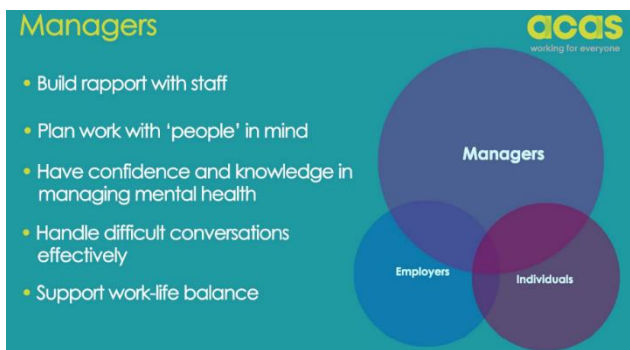 Managers
acas
working for everyone
• Build rapport with staff
• Plan work with ‘people’ in mind
• Have confidence and knowledge in
managing mental health
• Handle difficult conversations
effectively
• Support work-life balance
Managers
Employers
Individuals